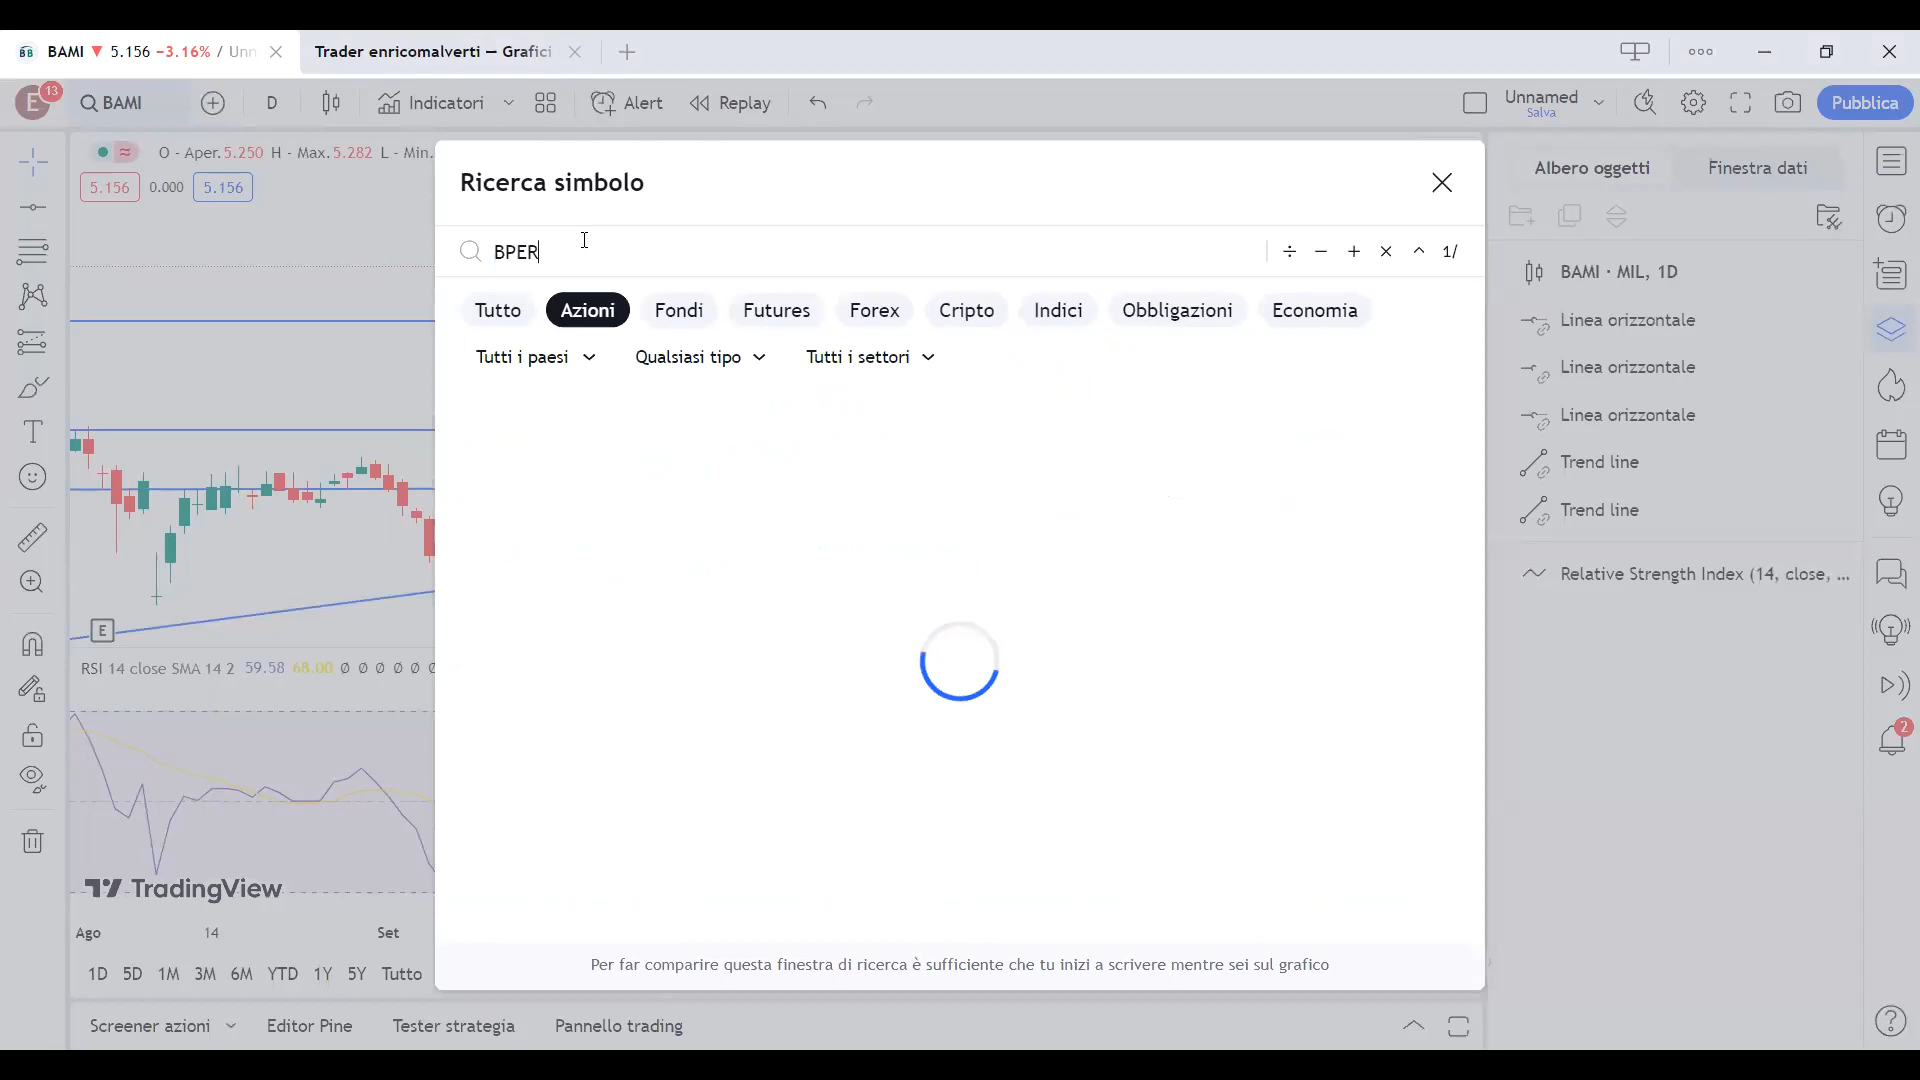 BAMI ▼ 5.156 −3.16% / Unn
Trader enricomalverti — Grafici
E 13
BAMI
D
Indicatori
Alert
Replay
Unnamed
Salva
Pubblica
O - Aper.5.250 H - Max.5.282 L - Min.
5.156 0.000 5.156
Ricerca simbolo
BPER
÷ − + × ^ 1/
Tutto Azioni Fondi Futures Forex Cripto Indici Obbligazioni Economia
Tutti i paesi Qualsiasi tipo Tutti i settori
Per far comparire questa finestra di ricerca è sufficiente che tu inizi a scrivere mentre sei sul grafico
E
RSI 14 close SMA 14 2 59.58 68.00 Ø Ø Ø Ø Ø Ø
TradingView
Ago 14 Set
1D 5D 1M 3M 6M YTD 1Y 5Y Tutto
Screener azioni Editor Pine Tester strategia Pannello trading
Albero oggetti Finestra dati
BAMI · MIL, 1D
Linea orizzontale
Linea orizzontale
Linea orizzontale
Trend line
Trend line
Relative Strength Index (14, close, ...
2